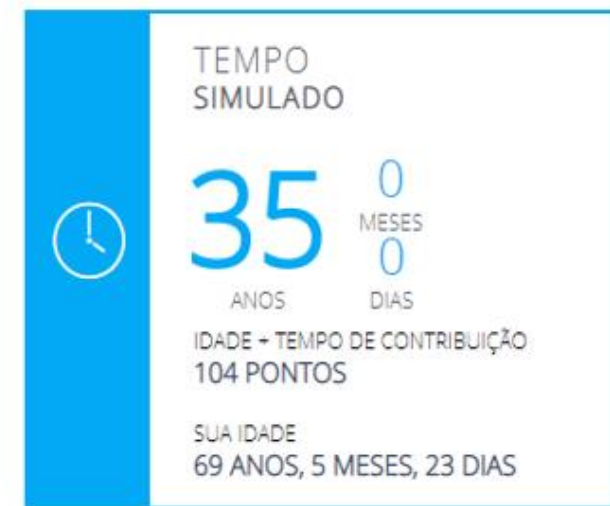 TEMPO
SIMULADO
35
ANOS
0
MESES
0
DIAS
IDADE + TEMPO DE CONTRIBUIÇÃO
104 PONTOS
SUA IDADE
69 ANOS, 5 MESES, 23 DIAS